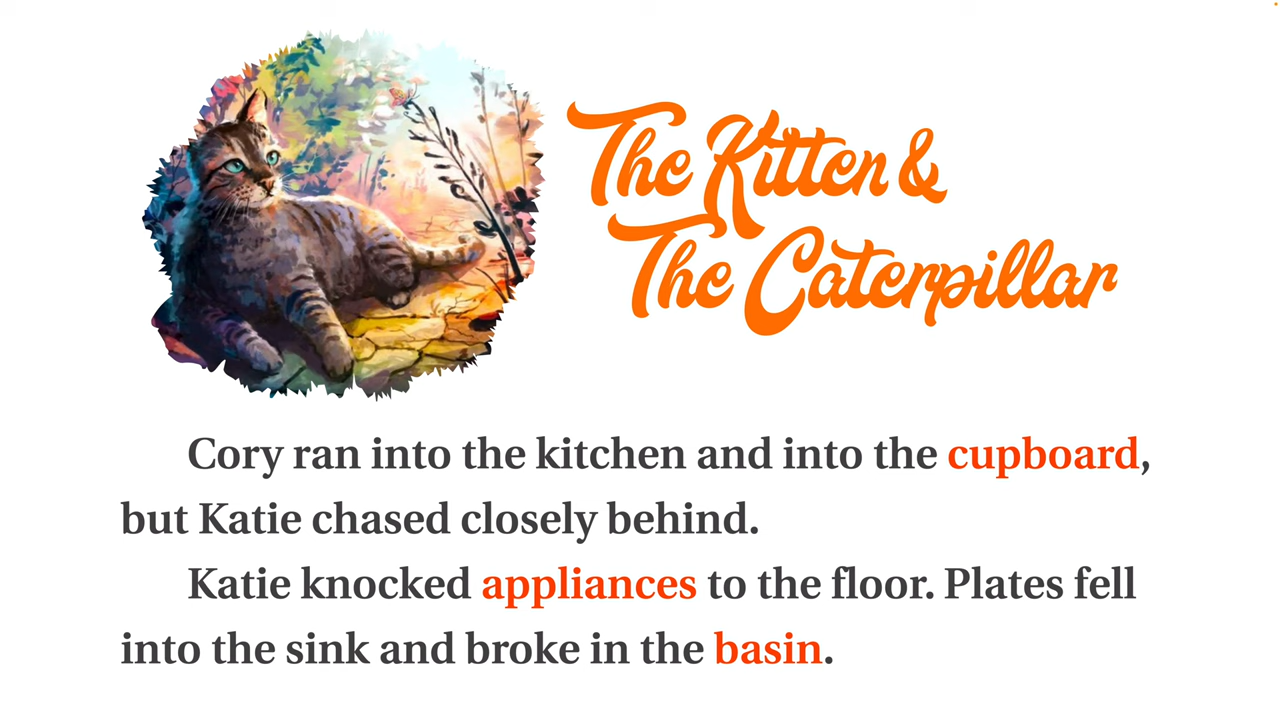 The Kitten &
The Caterpillar
Cory ran into the kitchen and into the cupboard,
but Katie chased closely behind.
Katie knocked appliances to the floor. Plates fell
into the sink and broke in the basin.